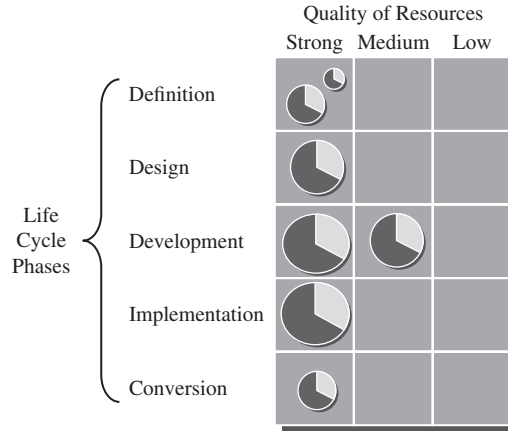 Quality of Resources
Strong Medium Low
Definition
Design
Life
Cycle
Phases
Development
Implementation
Conversion